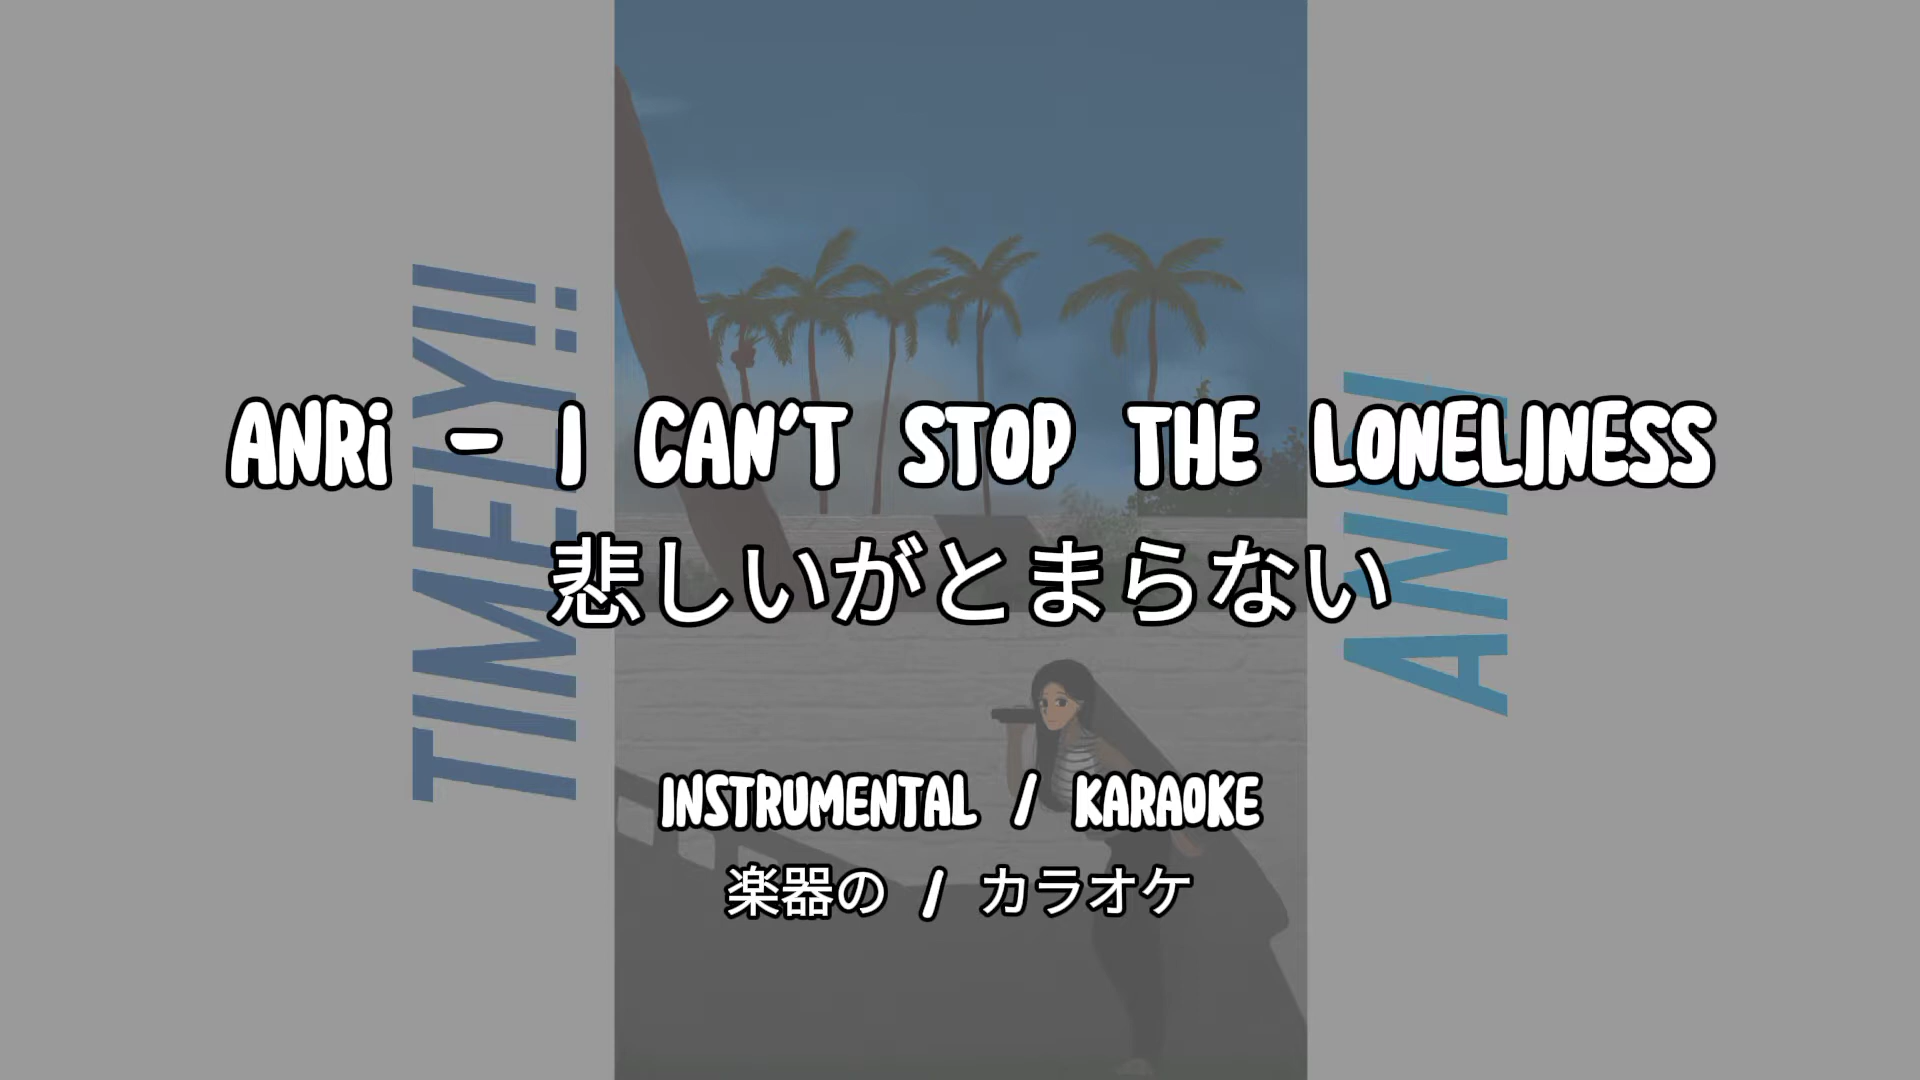 TIMELY!!
ANRI
ANRi - I CAN'T STOP THE LONELINESS
悲しいがとまらない
INSTRUMENTAL / KARAOKE
楽器の / カラオケ